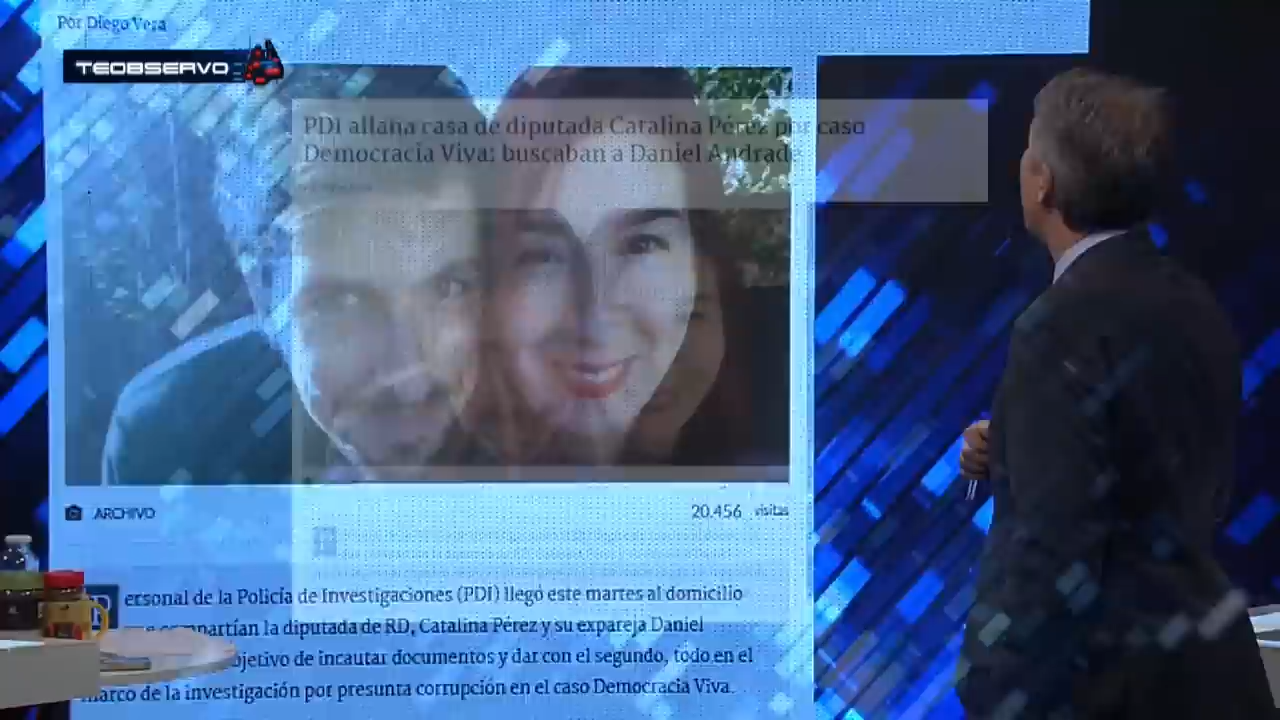 Por Diego Vera
TEOBSERVO
PDI allana casa de diputada Catalina Pérez por caso
Democracia Viva: buscaban a Daniel Andrade
ARCHIVO
20.456 visitas
ersonal de la Policía de Investigaciones (PDI) llegó este martes al domicilio
compartían la diputada de RD, Catalina Pérez y su expareja Daniel
objetivo de incautar documentos y dar con el segundo, todo en el
marco de la investigación por presunta corrupción en el caso Democracia Viva.